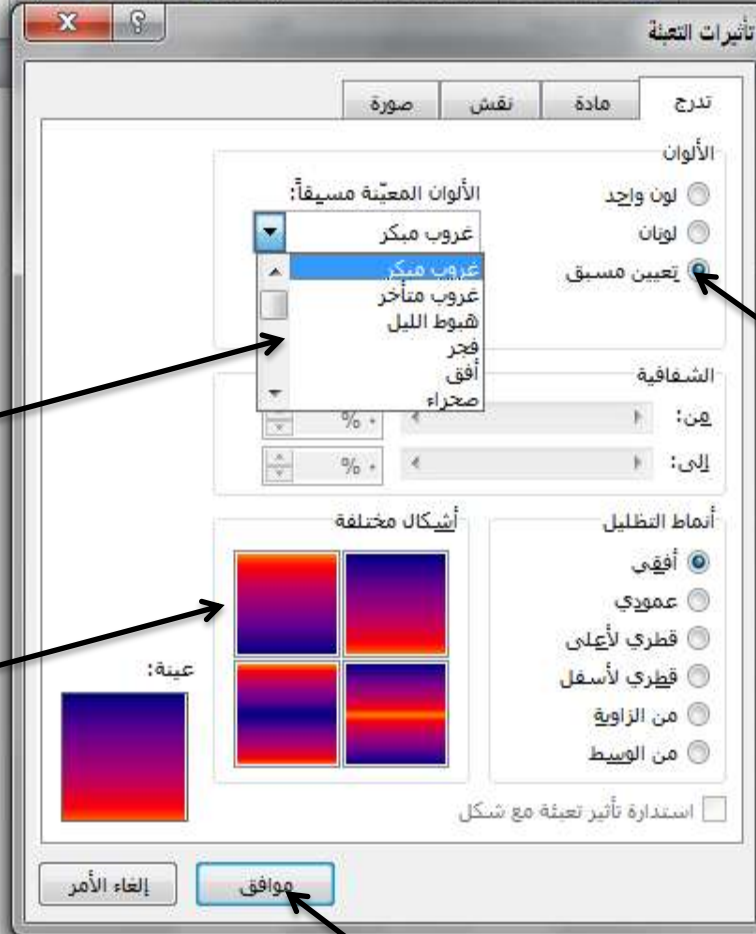 تأثيرات التعبئة
تدرج
مادة
نقش
صورة
الألوان
لون واحد
لونان
تعيين مسبق
الألوان المعيّنة مسبقاً:
غروب مبكر
غروب مبكر
غروب متأخر
هبوط الليل
فجر
أفق
صحراء
الشفافية
من:
٠ %
إلى:
٠ %
أنماط التظليل
أفقي
عمودي
قطري لأعلى
قطري لأسفل
من الزاوية
من الوسط
أشكال مختلفة
عينة:
استدارة تأثير تعبئة مع شكل
موافق
إلغاء الأمر